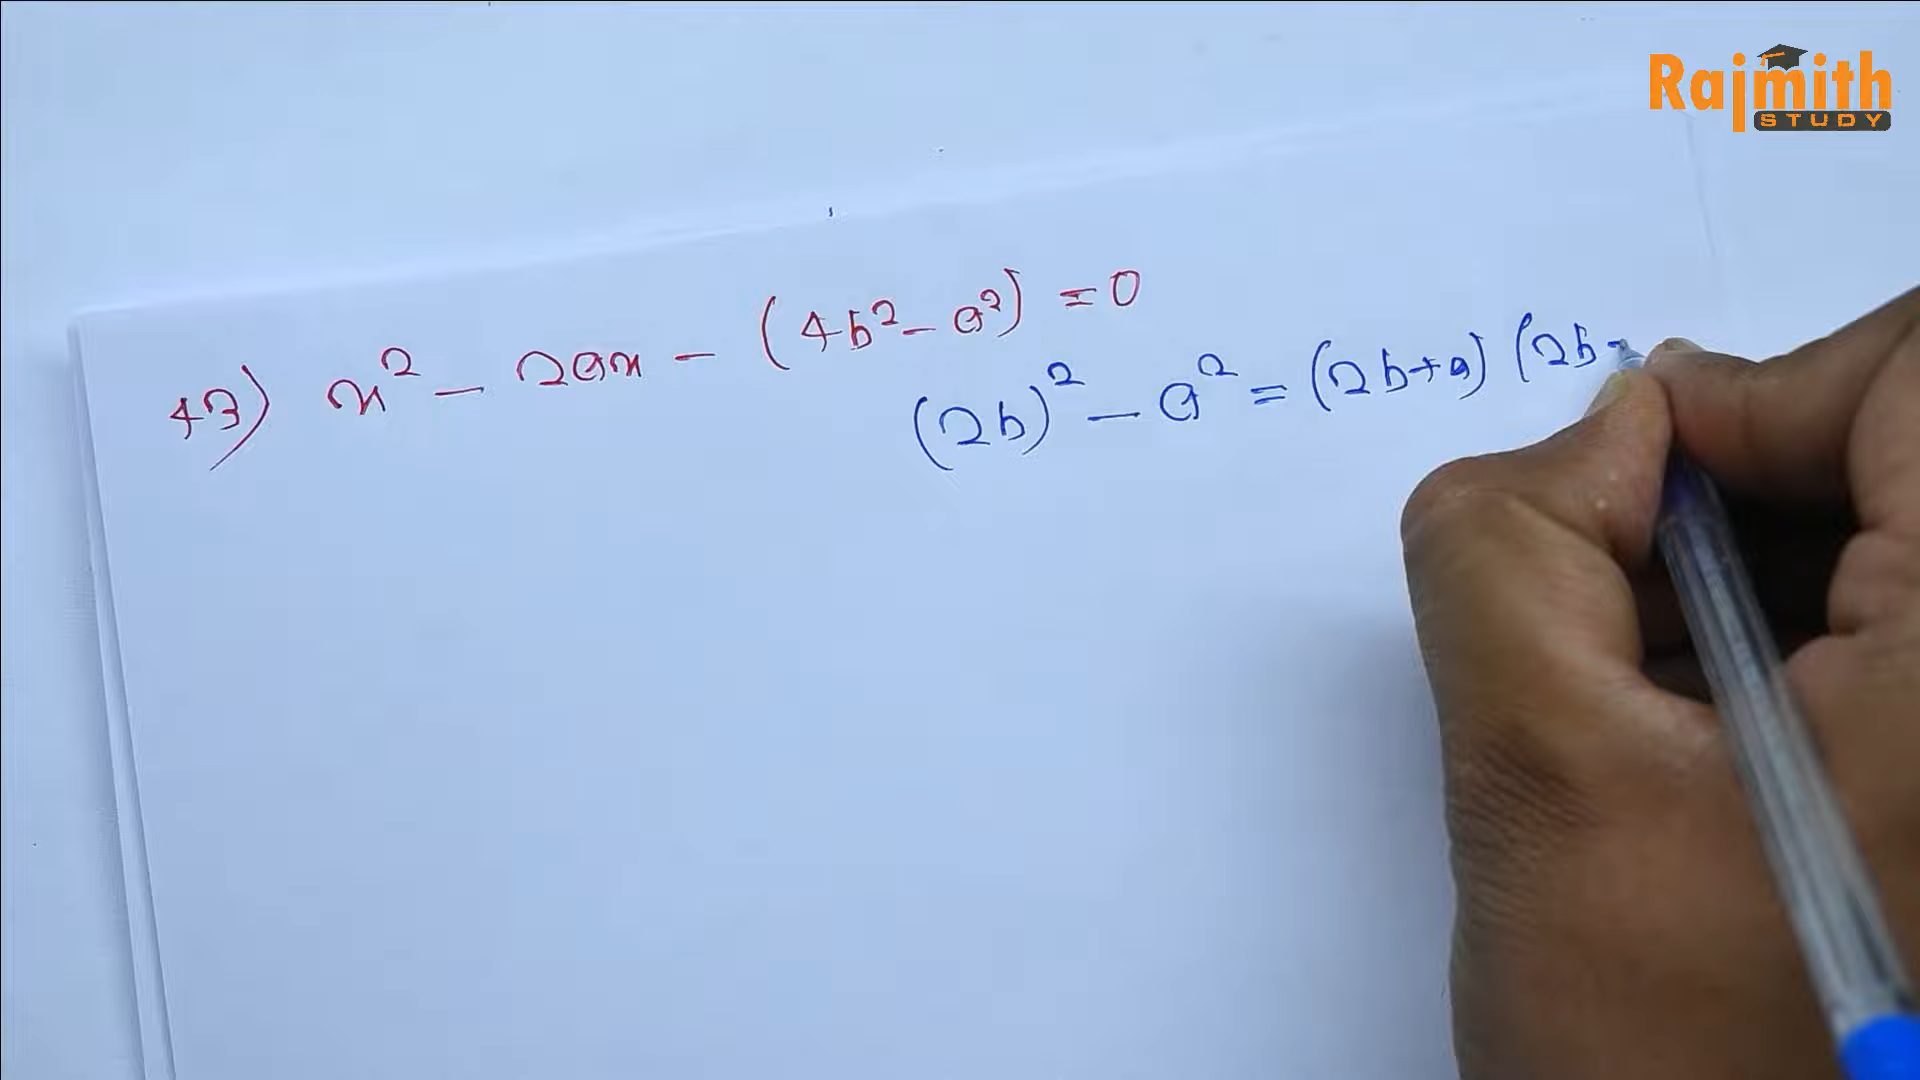 Rajmith
STUDY
43) x² - 2ax - (4b² - a²) = 0
(2b)² - a² = (2b+a) (2b -